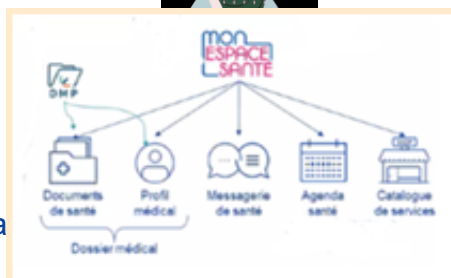 mon
ESPACE
SANTÉ
DMP
Documents
de santé
Profil
médical
Messagerie
de santé
Agenda
santé
Catalogue
de services
a
Dossier médical